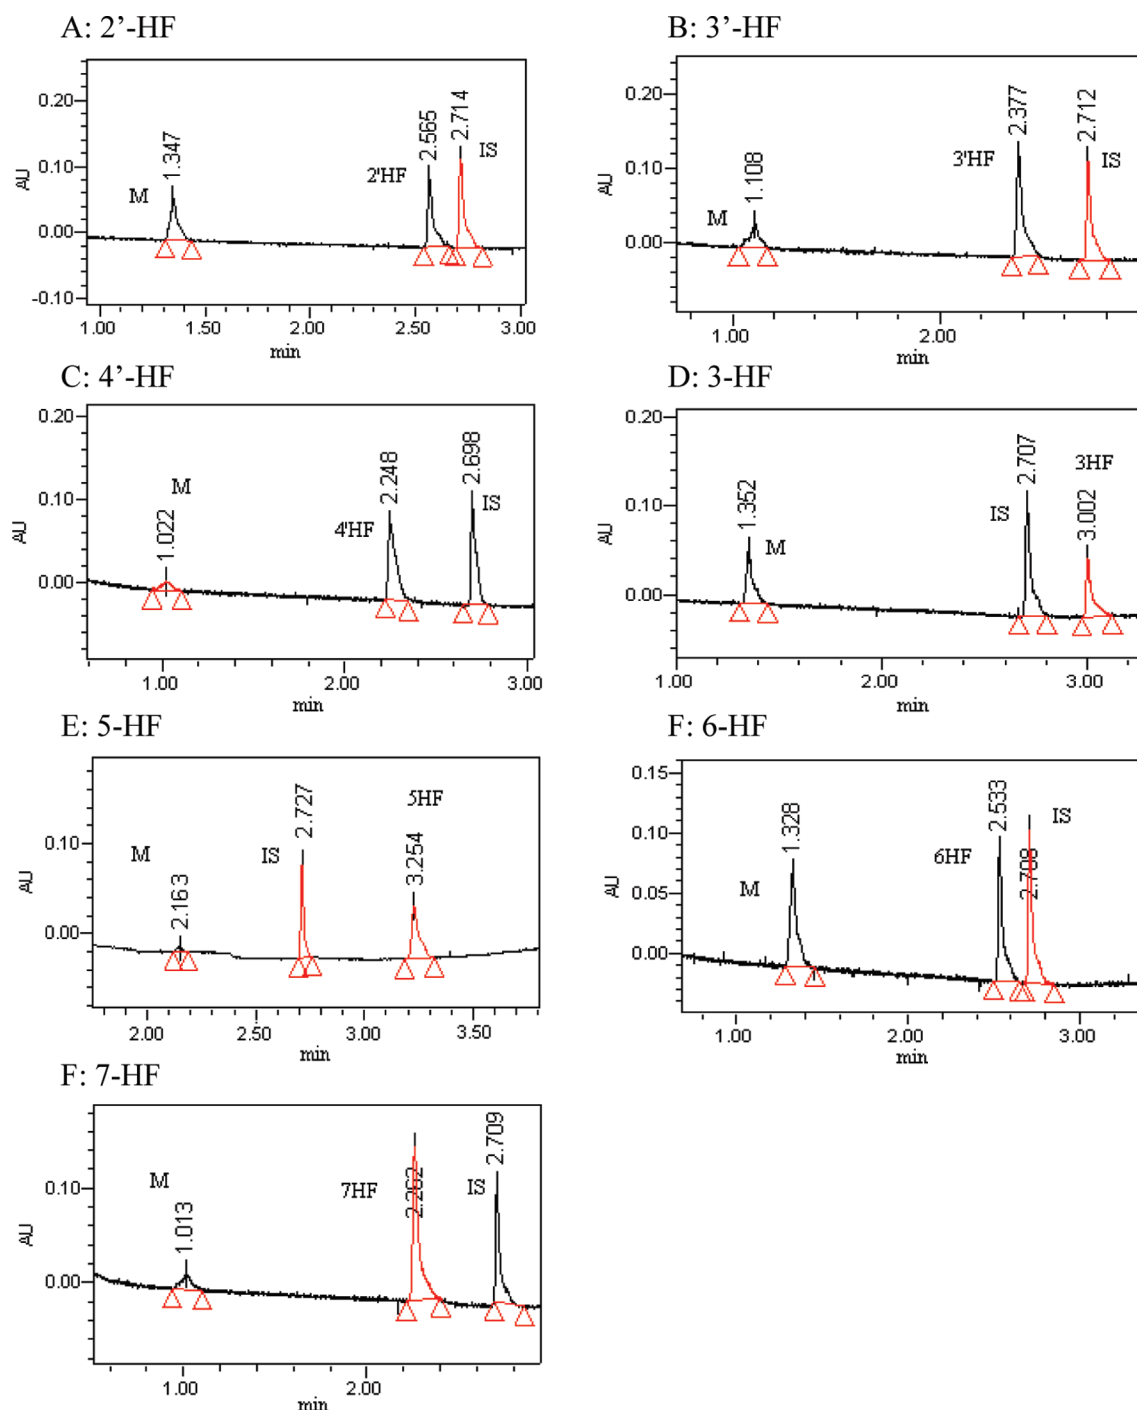 A: 2’-HF
0.20
0.10
0.00
-0.10
AU
M
1.347
2'HF
2.565
2.714
IS
1.00
1.50
2.00
2.50
3.00
min
B: 3’-HF
0.20
0.10
0.00
AU
M
1.108
3'HF
2.377
2.712
IS
1.00
2.00
min
C: 4’-HF
0.20
0.10
0.00
AU
M
1.022
4'HF
2.248
2.698
IS
1.00
2.00
3.00
min
D: 3-HF
0.20
0.10
0.00
AU
1.352
M
IS
2.707
3HF
3.002
1.00
2.00
3.00
min
E: 5-HF
0.10
0.00
AU
M
2.163
IS
2.727
5HF
3.254
2.00
2.50
3.00
3.50
min
F: 6-HF
0.15
0.10
0.05
0.00
AU
M
1.328
6HF
2.533
2.708
IS
1.00
2.00
3.00
min
F: 7-HF
0.10
0.00
AU
M
1.013
7HF
2.262
IS
2.709
1.00
2.00
min